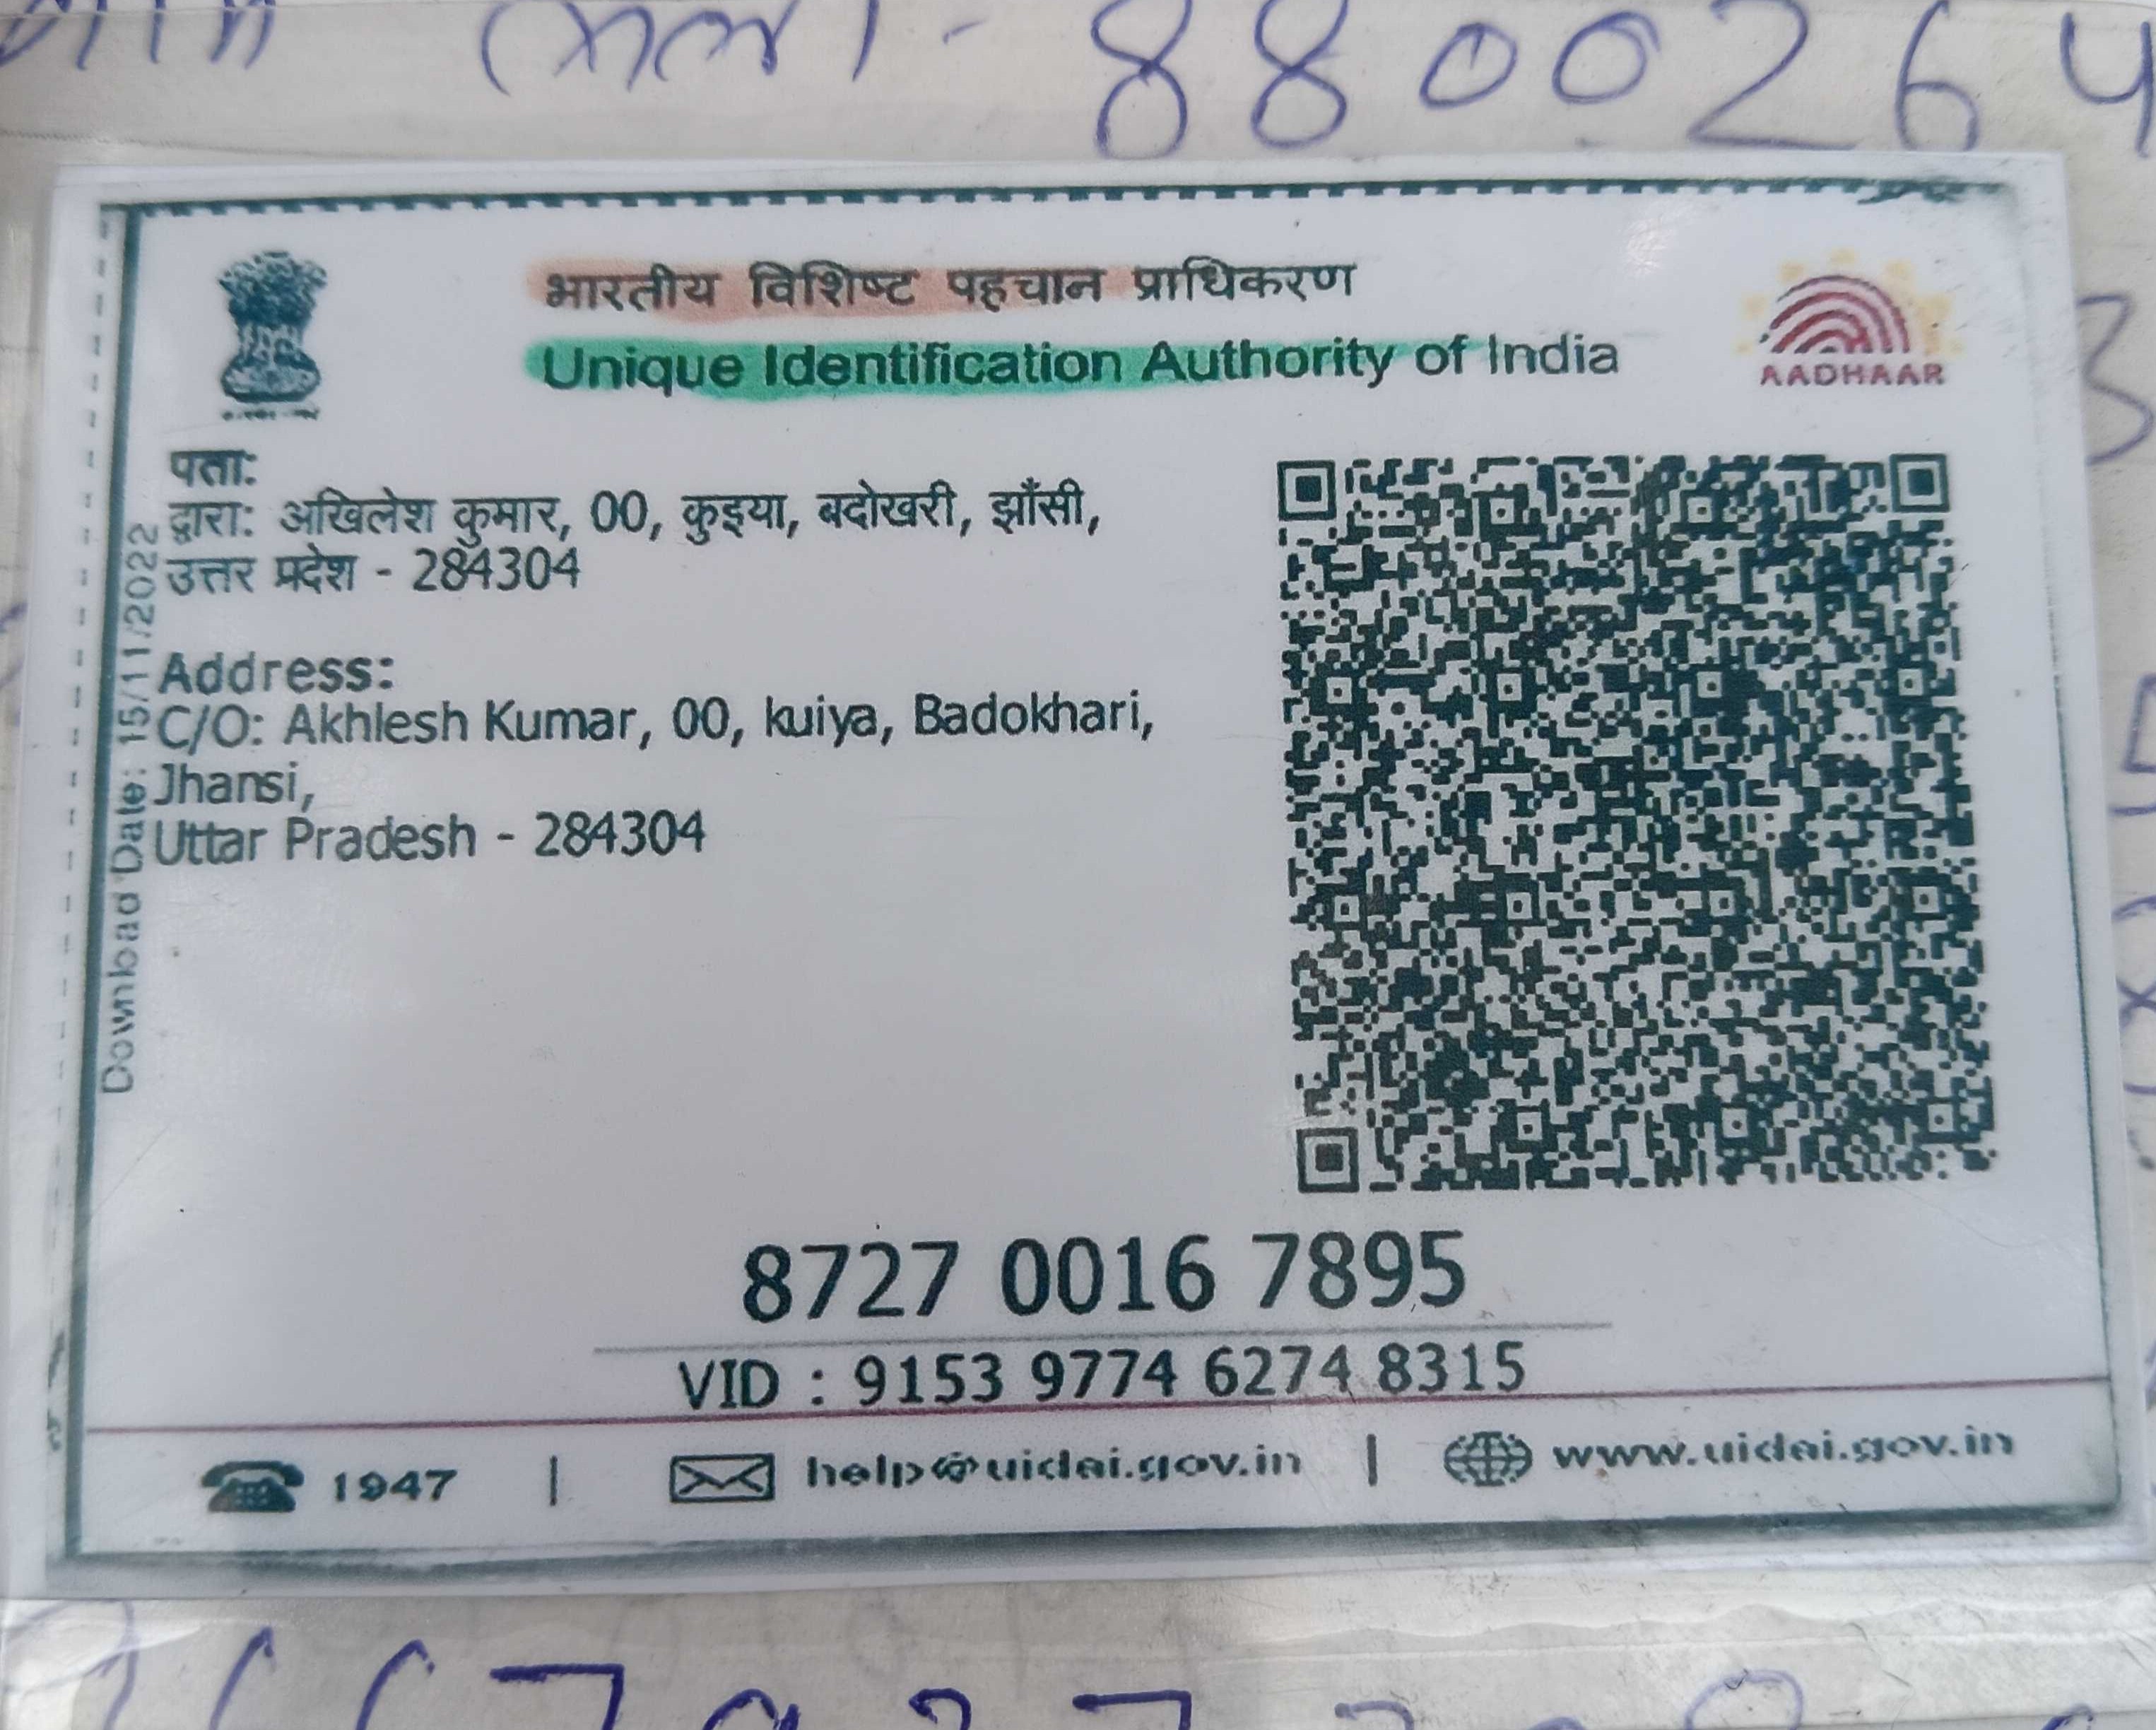 8800264
भारतीय विशिष्ट पहचान प्राधिकरण
Unique Identification Authority of India
AADHAAR
पता:
द्वारा: अखिलेश कुमार, 00, कुइया, बदोखरी, झाँसी,
उत्तर प्रदेश - 284304
Address:
C/O: Akhlesh Kumar, 00, kuiya, Badokhari,
Jhansi,
Uttar Pradesh - 284304
Download Date: 15/11/2022
8727 0016 7895
VID : 9153 9774 6274 8315
1947 | help@uidai.gov.in | www.uidai.gov.in